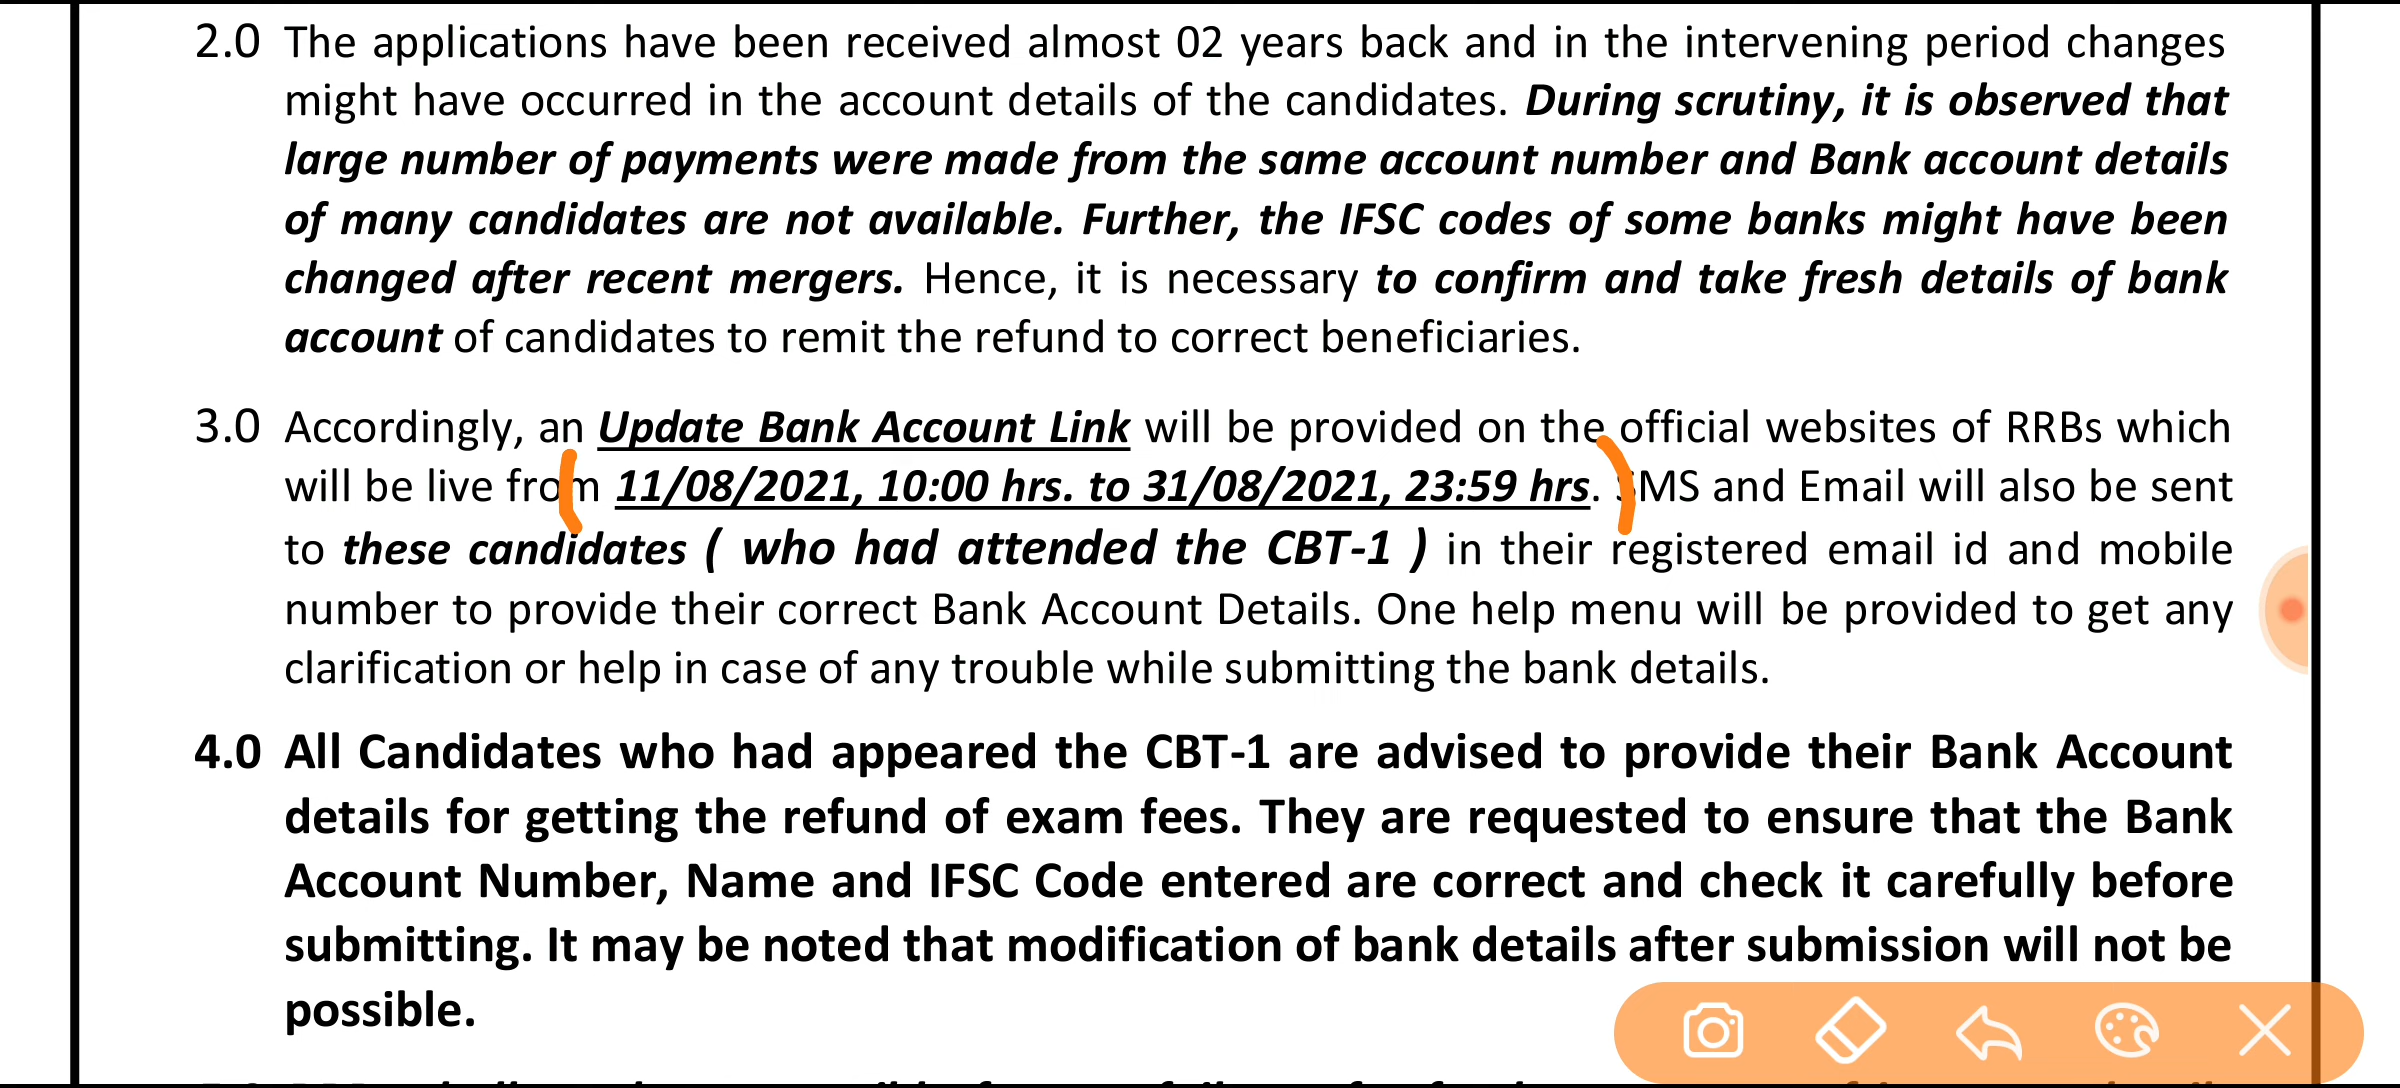 2.0 The applications have been received almost 02 years back and in the intervening period changes
might have occurred in the account details of the candidates. During scrutiny, it is observed that
large number of payments were made from the same account number and Bank account details
of many candidates are not available. Further, the IFSC codes of some banks might have been
changed after recent mergers. Hence, it is necessary to confirm and take fresh details of bank
account of candidates to remit the refund to correct beneficiaries.
3.0 Accordingly, an Update Bank Account Link will be provided on the official websites of RRBs which
will be live from 11/08/2021, 10:00 hrs. to 31/08/2021, 23:59 hrs. SMS and Email will also be sent
to these candidates ( who had attended the CBT-1 ) in their registered email id and mobile
number to provide their correct Bank Account Details. One help menu will be provided to get any
clarification or help in case of any trouble while submitting the bank details.
4.0 All Candidates who had appeared the CBT-1 are advised to provide their Bank Account
details for getting the refund of exam fees. They are requested to ensure that the Bank
Account Number, Name and IFSC Code entered are correct and check it carefully before
submitting. It may be noted that modification of bank details after submission will not be
possible.